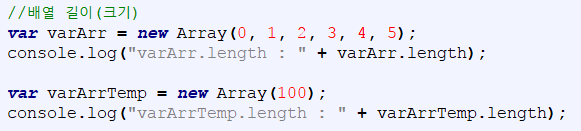 //배열 길이(크기)
var varArr = new Array(0, 1, 2, 3, 4, 5);
console.log("varArr.length : " + varArr.length);
var varArrTemp = new Array(100);
console.log("varArrTemp.length : " + varArrTemp.length);